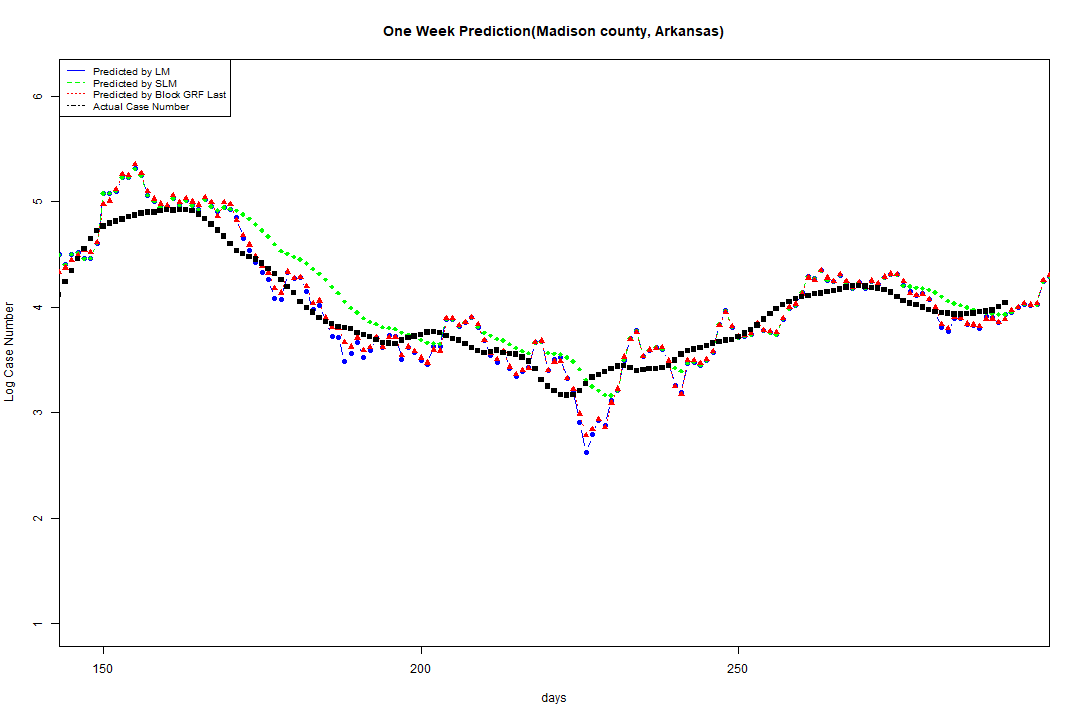 One Week Prediction(Madison county, Arkansas)
Predicted by LM
Predicted by SLM
Predicted by Block GRF Last
Actual Case Number
Log Case Number
6
5
4
3
2
1
150
200
250
days